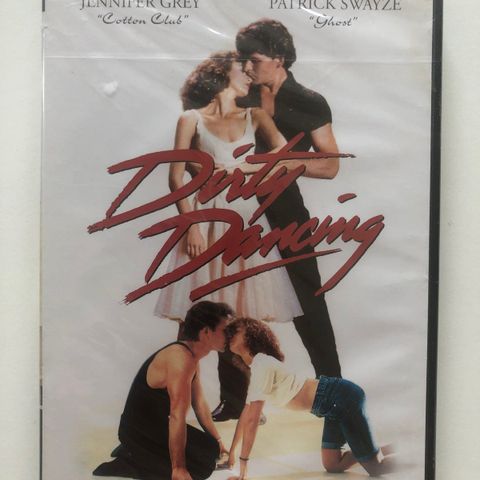 JENNIFER GREY PATRICK SWAYZE
"Cotton Club" "Ghost"
Dirty
Dancing